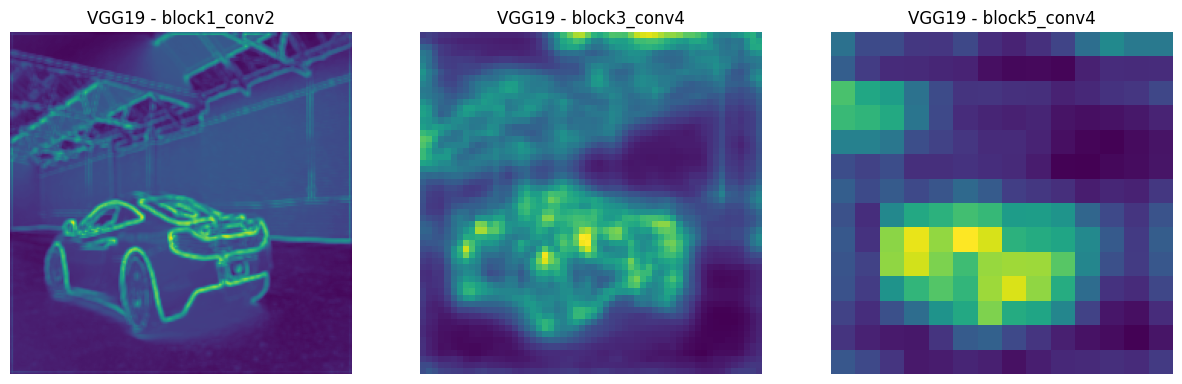 VGG19 - block1_conv2
VGG19 - block3_conv4
VGG19 - block5_conv4